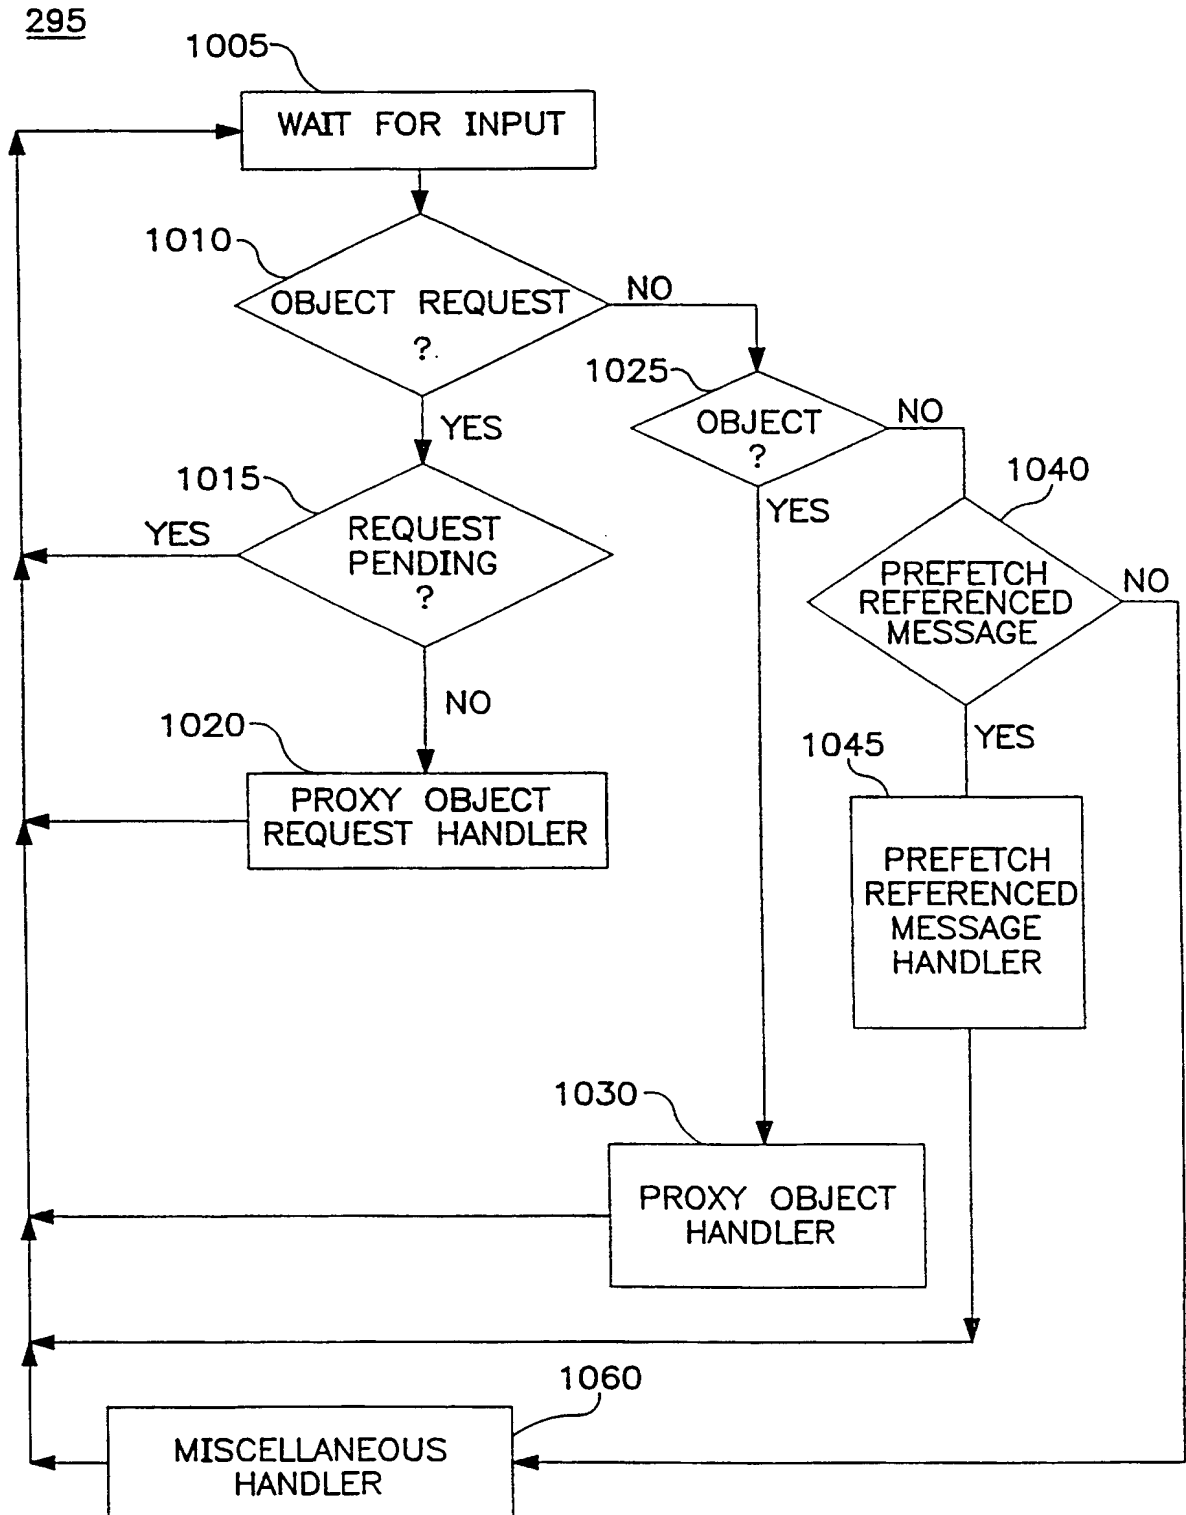 295
1005
WAIT FOR INPUT
1010
OBJECT REQUEST
?
NO
1025
OBJECT
?
NO
YES
1015
REQUEST
PENDING
?
YES
YES
1040
PREFETCH
REFERENCED
MESSAGE
NO
NO
1020
PROXY OBJECT
REQUEST HANDLER
YES
1045
PREFETCH
REFERENCED
MESSAGE
HANDLER
1030
PROXY OBJECT
HANDLER
1060
MISCELLANEOUS
HANDLER